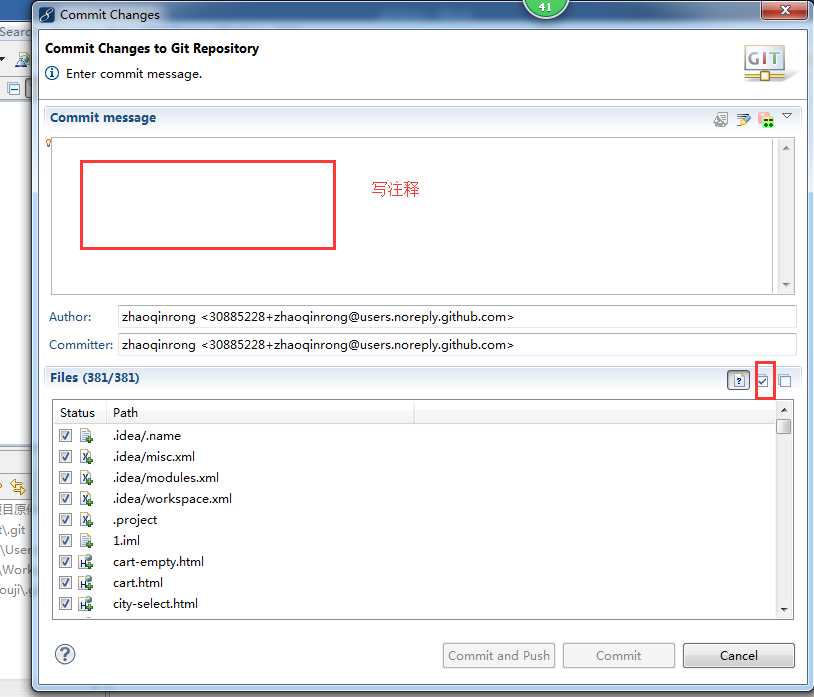 Commit Changes
41
Search
Commit Changes to Git Repository
Enter commit message.
GIT
Commit message
写注释
Author: zhaoqinrong <30885228+zhaoqinrong@users.noreply.github.com>
Committer: zhaoqinrong <30885228+zhaoqinrong@users.noreply.github.com>
Files (381/381)
Status Path
.idea/.name
.idea/misc.xml
.idea/modules.xml
.idea/workspace.xml
.project
1.iml
cart-empty.html
cart.html
city-select.html
t\.git
\User
\Work
ouji\.g
Commit and Push Commit Cancel